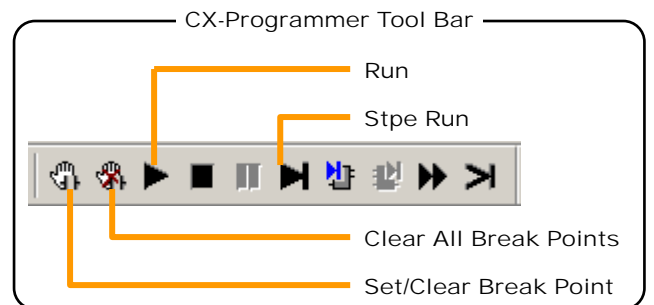 CX-Programmer Tool Bar
Run
Stpe Run
Clear All Break Points
Set/Clear Break Point